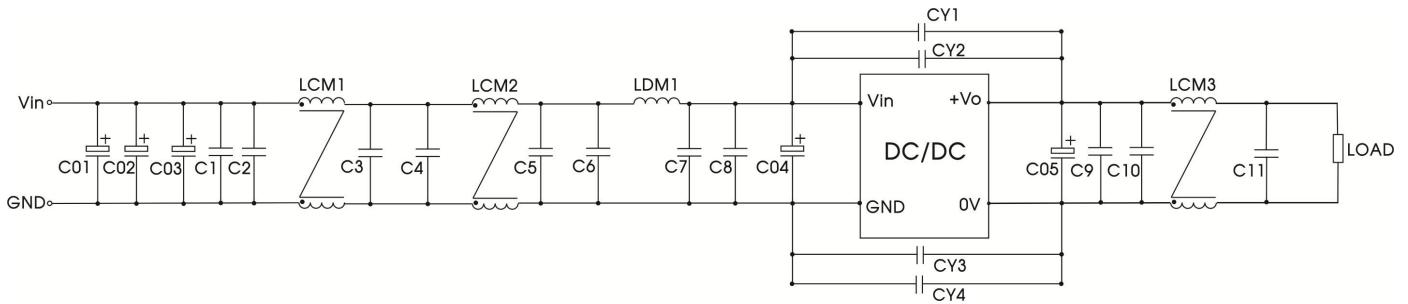 CY1
CY2
LCM1
LCM2
LDM1
LCM3
Vin
Vin
+Vo
+
+
+
+
+
C01
C02
C03
C1
C2
C3
C4
C5
C6
C7
C8
C04
DC/DC
C05
C9
C10
C11
LOAD
GND
GND
0V
CY3
CY4